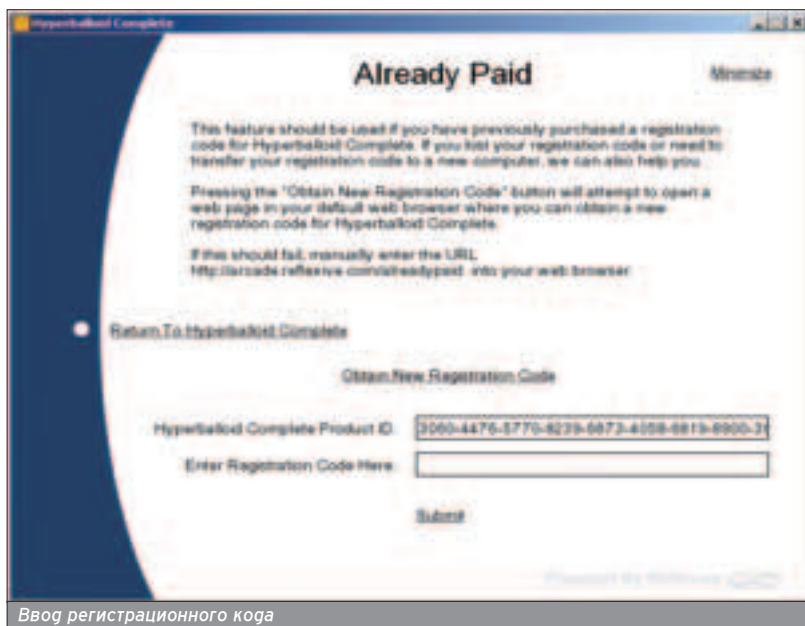 Hyperballoid Complete
Already Paid
Minimize
This feature should be used if you have previously purchased a registration
code for Hyperballoid Complete. If you lost your registration code or need to
transfer your registration code to a new computer, we can also help you.
Pressing the "Obtain New Registration Code" button will attempt to open a
web page in your default web browser where you can obtain a new
registration code for Hyperballoid Complete.
If this should fail, manually enter the URL
http://arcade.reflexive.com/alreadypaid into your web browser.
Return To Hyperballoid Complete
Obtain New Registration Code
Hyperballoid Complete Product ID
Enter Registration Code Here
Submit
Powered by Reflexive
Ввод регистрационного кода